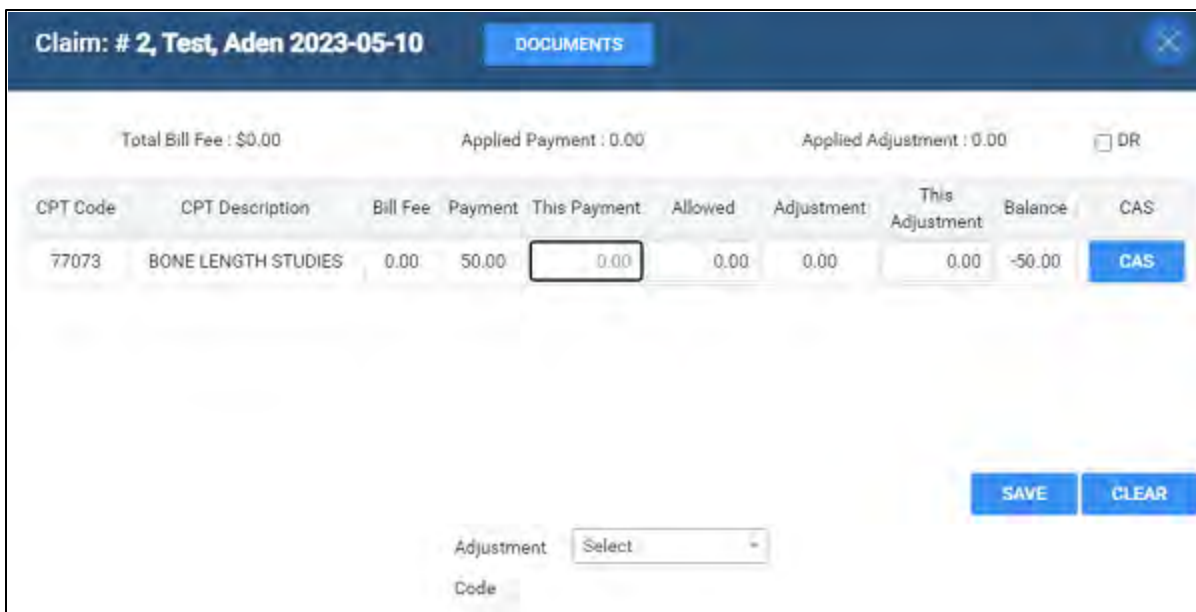 Claim: # 2, Test, Aden 2023-05-10 DOCUMENTS
Total Bill Fee : $0.00 Applied Payment : 0.00 Applied Adjustment : 0.00 DR
CPT Code CPT Description Bill Fee Payment This Payment Allowed Adjustment This Adjustment Balance CAS
77073 BONE LENGTH STUDIES 0.00 50.00 0.00 0.00 0.00 0.00 -50.00 CAS
SAVE CLEAR
Adjustment Select
Code